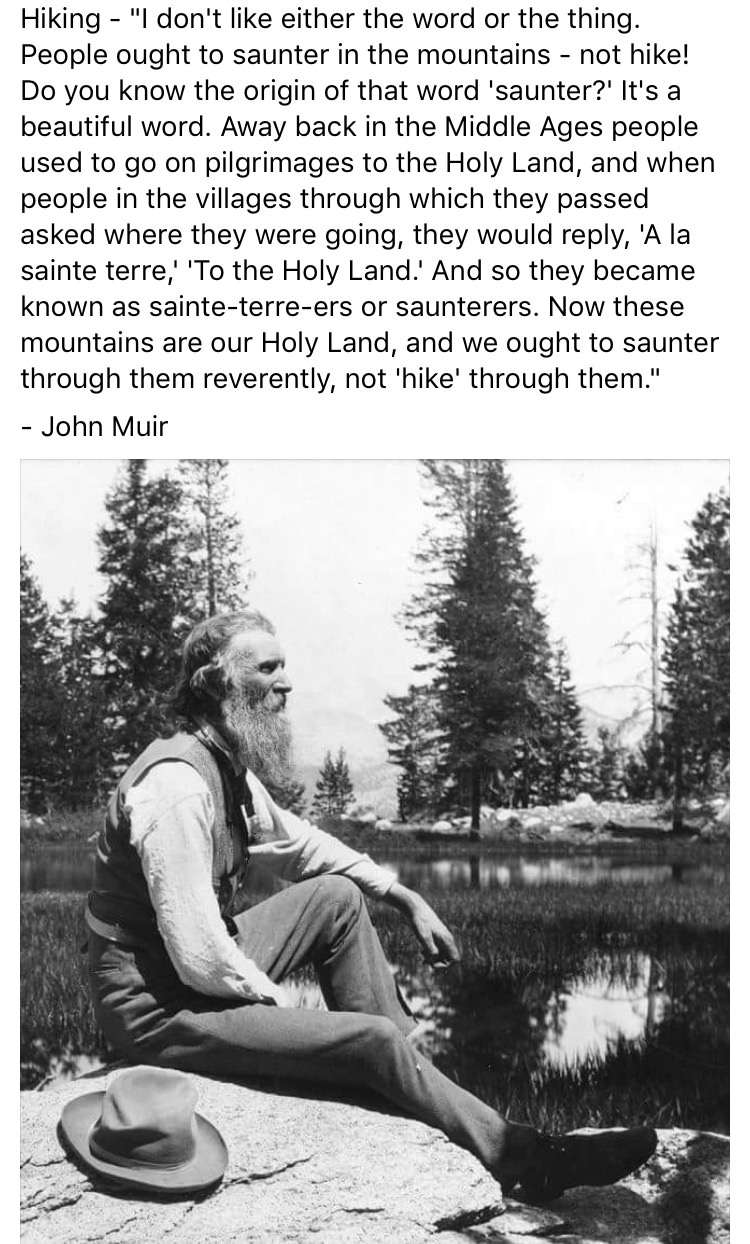 Hiking - "I don't like either the word or the thing.
People ought to saunter in the mountains - not hike!
Do you know the origin of that word 'saunter?' It's a
beautiful word. Away back in the Middle Ages people
used to go on pilgrimages to the Holy Land, and when
people in the villages through which they passed
asked where they were going, they would reply, 'A la
sainte terre,' 'To the Holy Land.' And so they became
known as sainte-terre-ers or saunterers. Now these
mountains are our Holy Land, and we ought to saunter
through them reverently, not 'hike' through them."
- John Muir